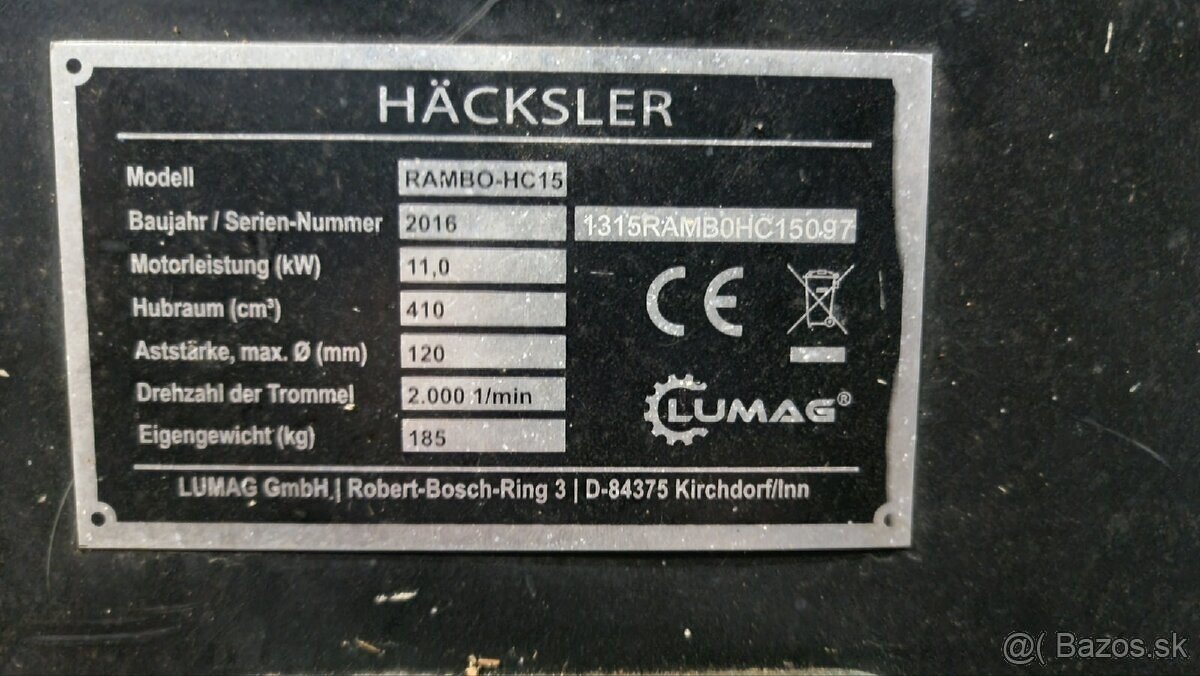 HÄCKSLER
Modell RAMBO-HC15
Baujahr / Serien-Nummer 2016 1315RAMB0HC15097
Motorleistung (kW) 11,0
Hubraum (cm³) 410
Aststärke, max. Ø (mm) 120
Drehzahl der Trommel 2.000 1/min
Eigengewicht (kg) 185
CE
LUMAG®
LUMAG GmbH | Robert-Bosch-Ring 3 | D-84375 Kirchdorf/Inn
@( Bazos.sk